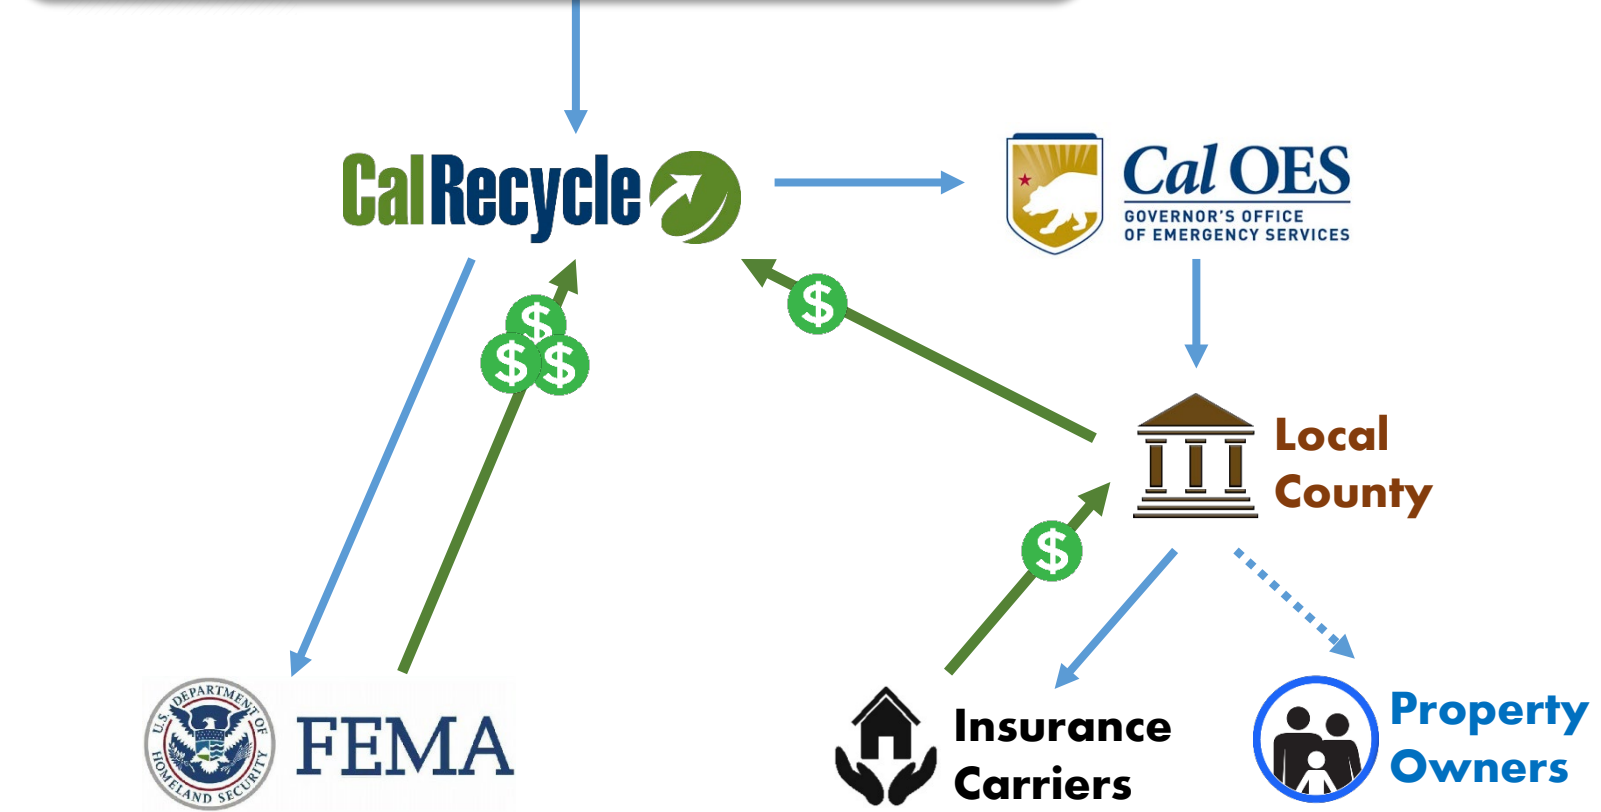 CalRecycle
Cal OES
GOVERNOR'S OFFICE
OF EMERGENCY SERVICES
$
$
$ $
Local
County
$
U.S. DEPARTMENT OF
HOMELAND SECURITY
FEMA
Insurance
Carriers
Property
Owners